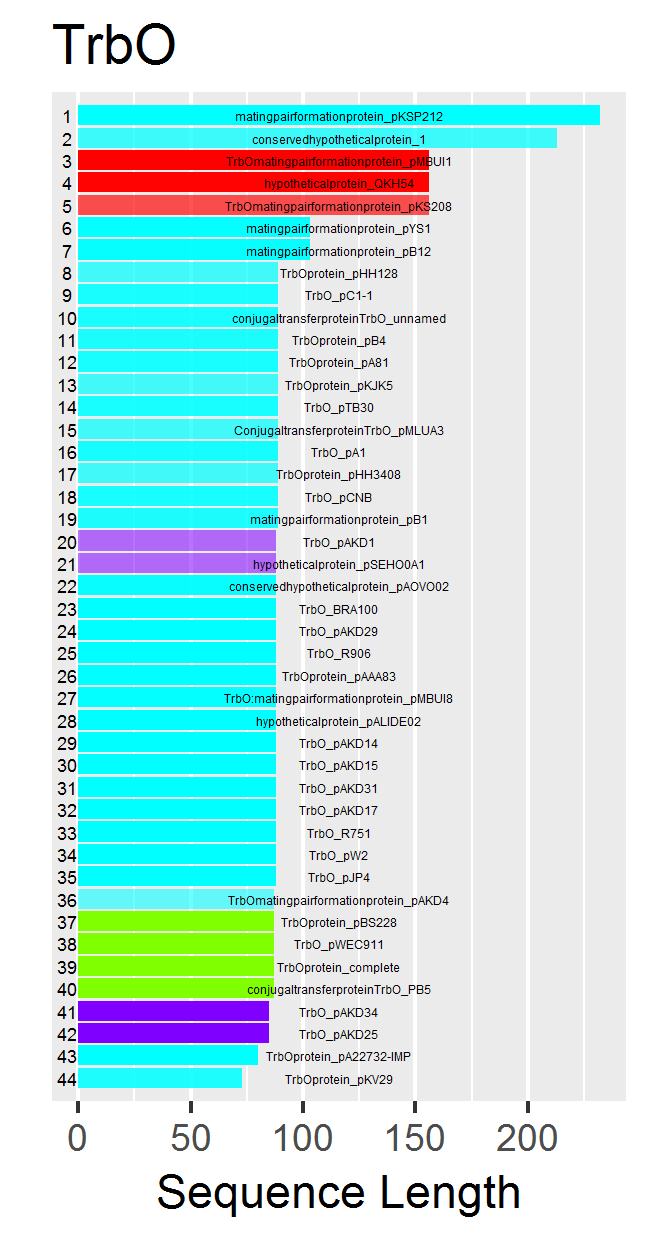 TrbO
1 matingpairformationprotein_pKSP212
2 conservedhypotheticalprotein_1
3 TrbOmatingpairformationprotein_pMBUI1
4 hypotheticalprotein_QKH54
5 TrbOmatingpairformationprotein_pKS208
6 matingpairformationprotein_pYS1
7 matingpairformationprotein_pB12
8 TrbOprotein_pHH128
9 TrbO_pC1-1
10 conjugaltransferproteinTrbO_unnamed
11 TrbOprotein_pB4
12 TrbOprotein_pA81
13 TrbOprotein_pKJK5
14 TrbO_pTB30
15 ConjugaltransferproteinTrbO_pMLUA3
16 TrbO_pA1
17 TrbOprotein_pHH3408
18 TrbO_pCNB
19 matingpairformationprotein_pB1
20 TrbO_pAKD1
21 hypotheticalprotein_pSEHO0A1
22 conservedhypotheticalprotein_pAOVO02
23 TrbO_BRA100
24 TrbO_pAKD29
25 TrbO_R906
26 TrbOprotein_pAAA83
27 TrbO:matingpairformationprotein_pMBUI8
28 hypotheticalprotein_pALIDE02
29 TrbO_pAKD14
30 TrbO_pAKD15
31 TrbO_pAKD31
32 TrbO_pAKD17
33 TrbO_R751
34 TrbO_pW2
35 TrbO_pJP4
36 TrbOmatingpairformationprotein_pAKD4
37 TrbOprotein_pBS228
38 TrbO_pWEC911
39 TrbOprotein_complete
40 conjugaltransferproteinTrbO_PB5
41 TrbO_pAKD34
42 TrbO_pAKD25
43 TrbOprotein_pA22732-IMP
44 TrbOprotein_pKV29
0 50 100 150 200
Sequence Length